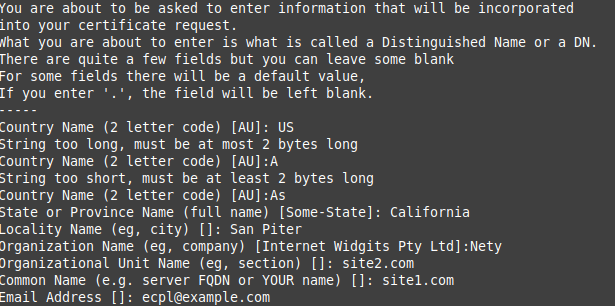 You are about to be asked to enter information that will be incorporated
into your certificate request.
What you are about to enter is what is called a Distinguished Name or a DN.
There are quite a few fields but you can leave some blank
For some fields there will be a default value,
If you enter '.', the field will be left blank.
-----
Country Name (2 letter code) [AU]: US
String too long, must be at most 2 bytes long
Country Name (2 letter code) [AU]:A
String too short, must be at least 2 bytes long
Country Name (2 letter code) [AU]:As
State or Province Name (full name) [Some-State]: California
Locality Name (eg, city) []: San Piter
Organization Name (eg, company) [Internet Widgits Pty Ltd]:Nety
Organizational Unit Name (eg, section) []: site2.com
Common Name (e.g. server FQDN or YOUR name) []: site1.com
Email Address []: ecpl@example.com